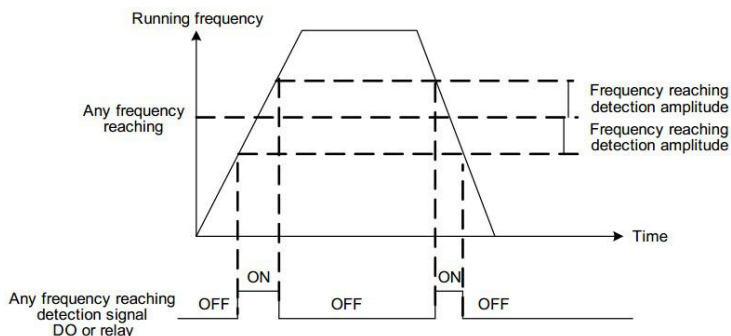 Running frequency
Frequency reaching
detection amplitude
Any frequency
reaching
Frequency reaching
detection amplitude
Time
ON
ON
Any frequency reaching
detection signal
DO or relay
OFF
OFF
OFF